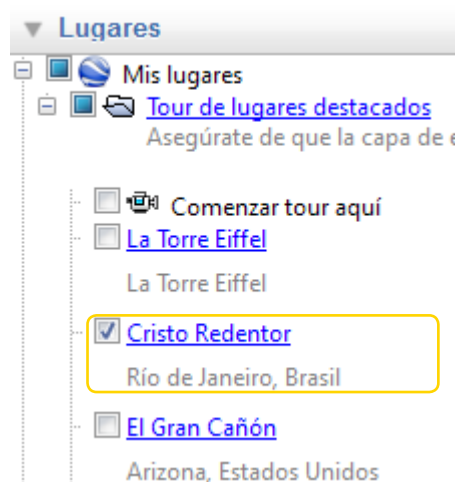 Lugares
Mis lugares
Tour de lugares destacados
Asegúrate de que la capa de
Comenzar tour aquí
La Torre Eiffel
La Torre Eiffel
Cristo Redentor
Río de Janeiro, Brasil
El Gran Cañón
Arizona, Estados Unidos